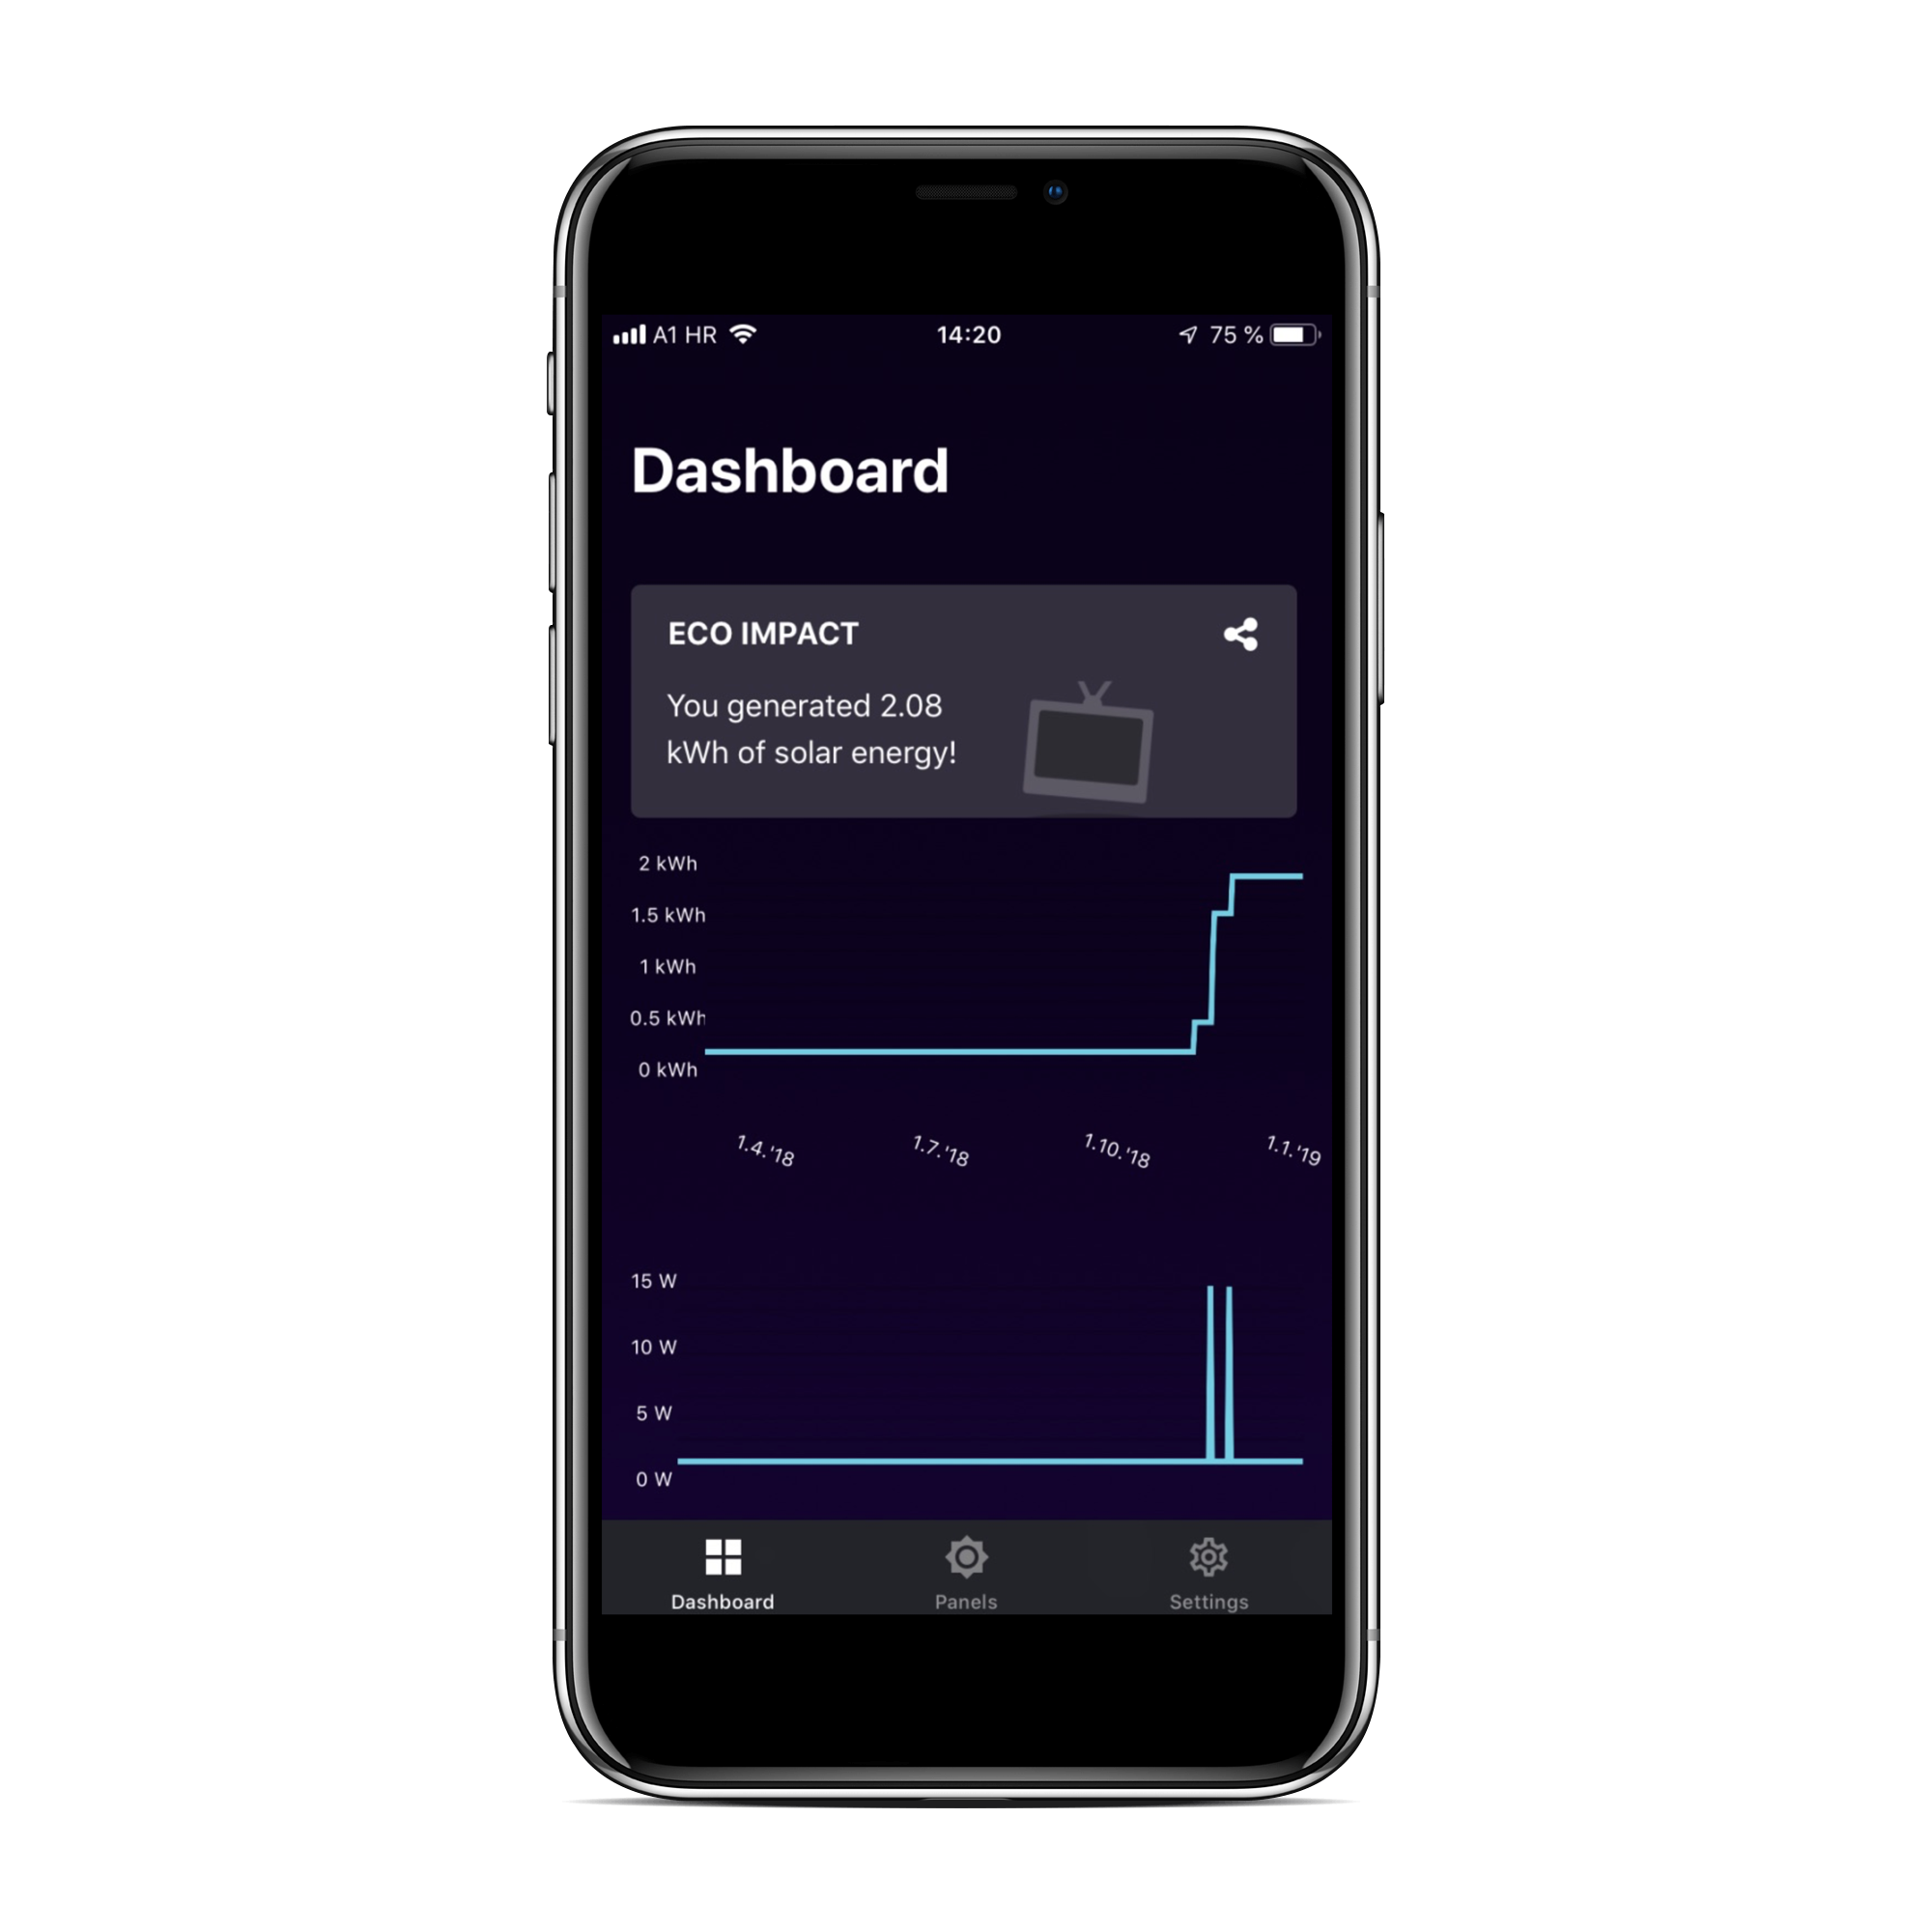 A1 HR 14:20 75 %
Dashboard
ECO IMPACT
You generated 2.08
kWh of solar energy!
2 kWh
1.5 kWh
1 kWh
0.5 kWh
0 kWh
1.4.'18 1.7.'18 1.10.'18 1.1.'19
15 W
10 W
5 W
0 W
Dashboard Panels Settings